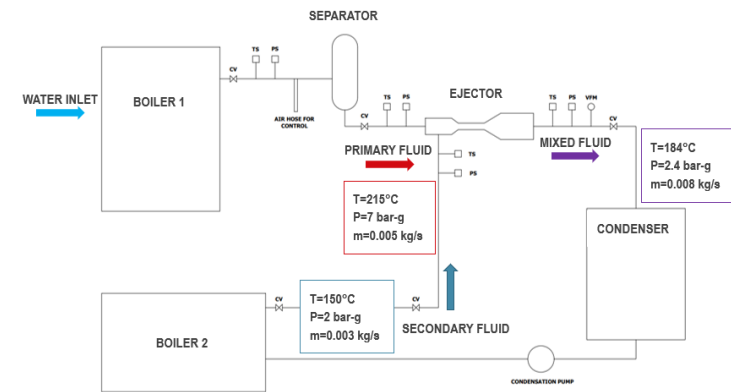 SEPARATOR
TS
PS
CV
WATER INLET
BOILER 1
AIR HOSE FOR
CONTROL
CV
TS
PS
EJECTOR
TS
PS
VFM
CV
PRIMARY FLUID
TS
PS
MIXED FLUID
T=184°C
P=2.4 bar-g
m=0.008 kg/s
T=215°C
P=7 bar-g
m=0.005 kg/s
CONDENSER
CV
T=150°C
P=2 bar-g
m=0.003 kg/s
CV
SECONDARY FLUID
BOILER 2
CONDENSATION PUMP